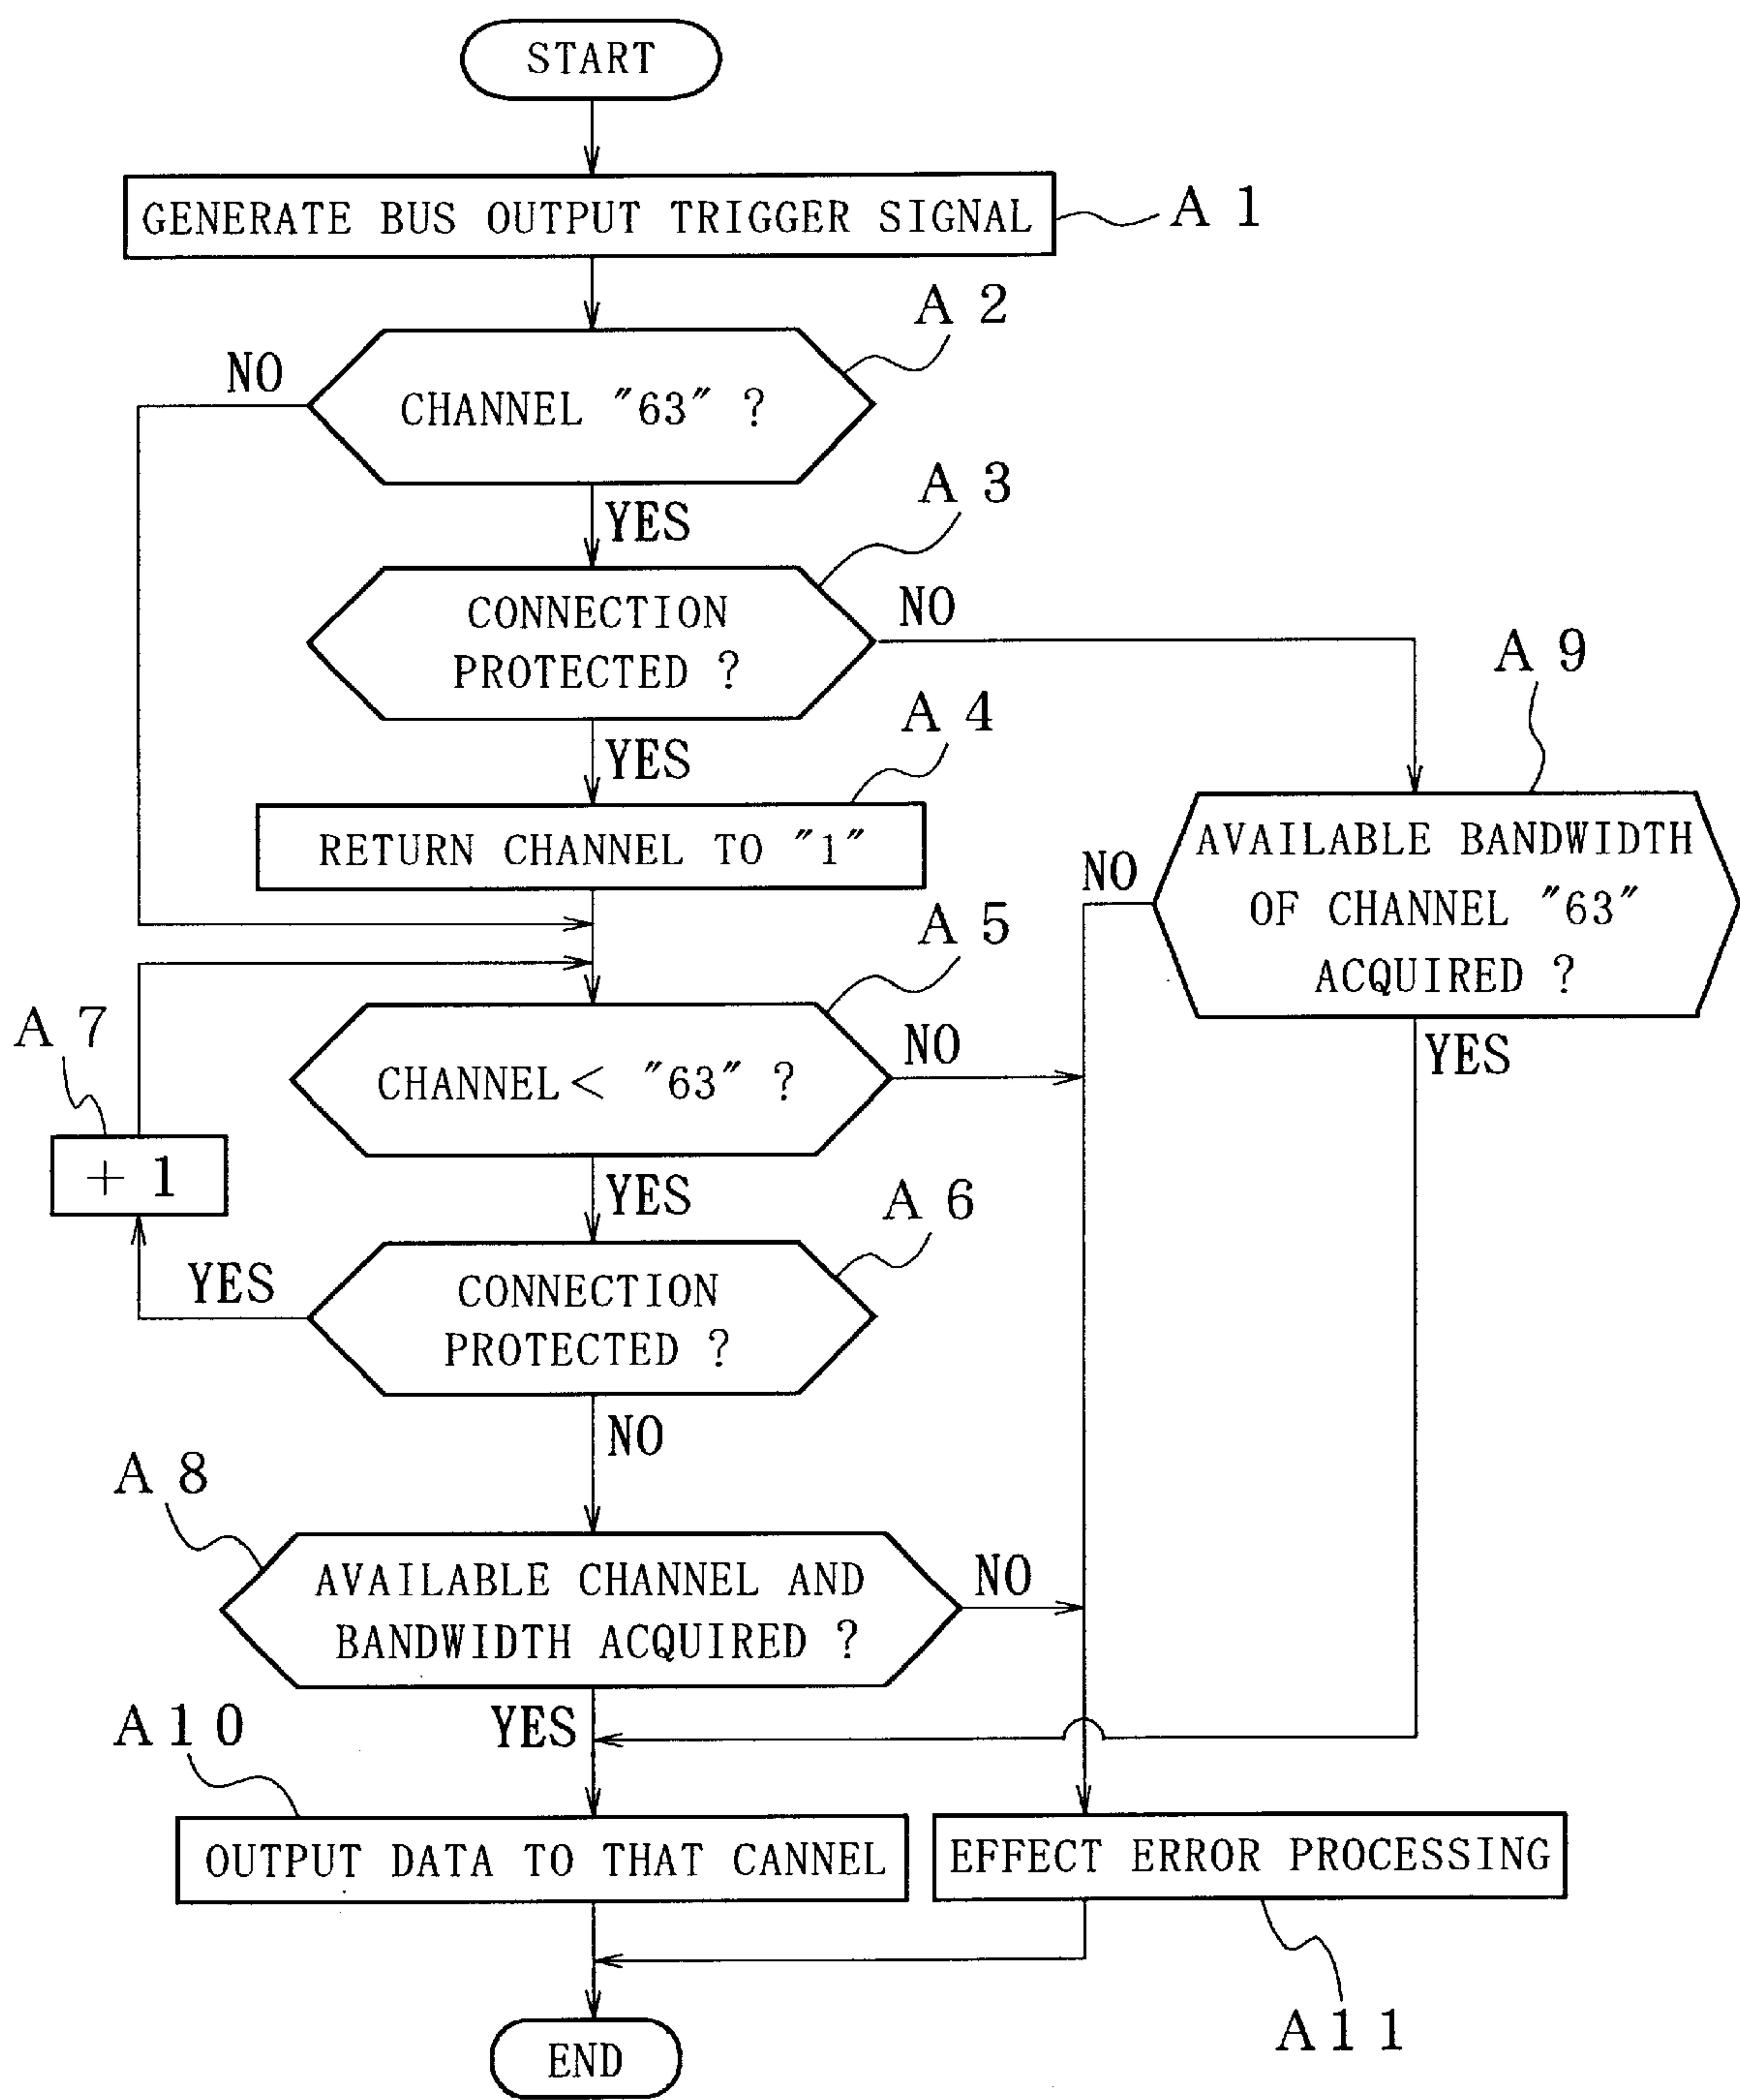 START
GENERATE BUS OUTPUT TRIGGER SIGNAL
A 1
A 2
NO
CHANNEL "63" ?
YES
A 3
CONNECTION
PROTECTED ?
NO
YES
A 4
RETURN CHANNEL TO "1"
A 9
AVAILABLE BANDWIDTH
OF CHANNEL "63"
ACQUIRED ?
NO
YES
A 5
CHANNEL < "63" ?
NO
YES
A 7
+ 1
A 6
CONNECTION
PROTECTED ?
YES
NO
A 8
AVAILABLE CHANNEL AND
BANDWIDTH ACQUIRED ?
NO
YES
A 1 0
OUTPUT DATA TO THAT CANNEL
EFFECT ERROR PROCESSING
A 1 1
END